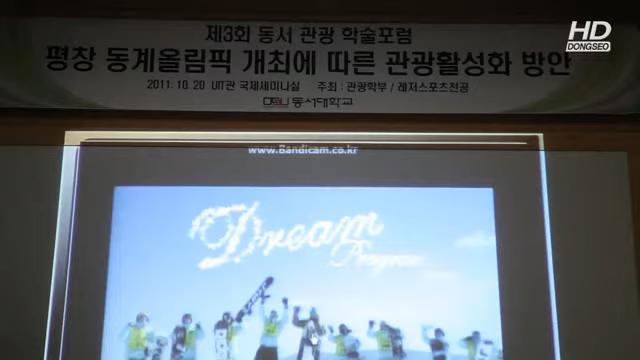 제3회 동서 관광 학술포럼
HD
DONGSEO
평창 동계올림픽 개최에 따른 관광활성화 방안
2011. 10. 20 UIT관 국제세미나실 주최 : 관광학부 / 레저스포츠전공
동서대학교
www.Bandicam.co.kr
Dream